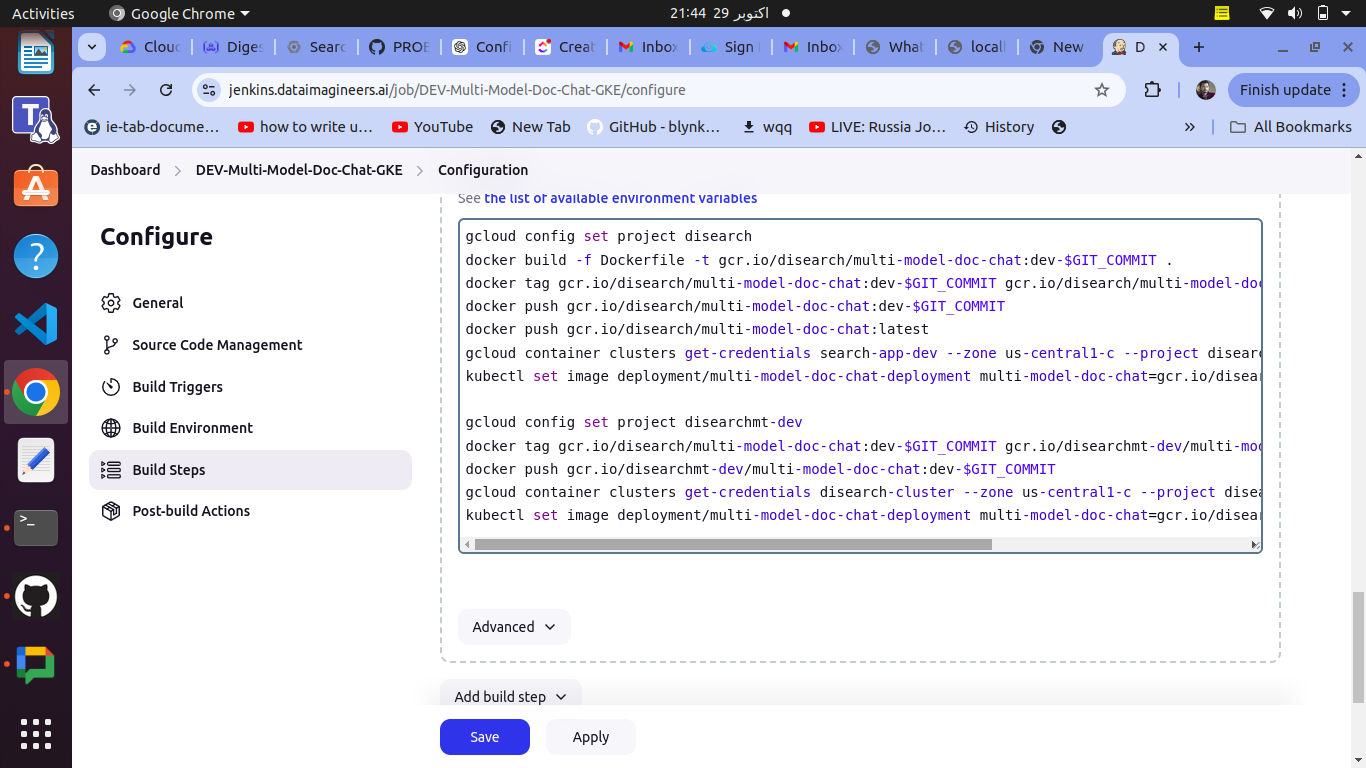 Activities
Google Chrome
21:44 29 اکتوبر
Clouc
Diges
Searc
PROE
Confi
Creat
Inbox
Sign
Inbox
What
locall
New
D
jenkins.dataimagineers.ai/job/DEV-Multi-Model-Doc-Chat-GKE/configure
Finish update
ie-tab-docume…
how to write u…
YouTube
New Tab
GitHub - blynk…
wqq
LIVE: Russia Jo…
History
»
All Bookmarks
Dashboard
DEV-Multi-Model-Doc-Chat-GKE
Configuration
Configure
General
Source Code Management
Build Triggers
Build Environment
Build Steps
Post-build Actions
See the list of available environment variables
gcloud config set project disearch
docker build -f Dockerfile -t gcr.io/disearch/multi-model-doc-chat:dev-$GIT_COMMIT .
docker tag gcr.io/disearch/multi-model-doc-chat:dev-$GIT_COMMIT gcr.io/disearch/multi-model-doc
docker push gcr.io/disearch/multi-model-doc-chat:dev-$GIT_COMMIT
docker push gcr.io/disearch/multi-model-doc-chat:latest
gcloud container clusters get-credentials search-app-dev --zone us-central1-c --project disearc
kubectl set image deployment/multi-model-doc-chat-deployment multi-model-doc-chat=gcr.io/disear
gcloud config set project disearchmt-dev
docker tag gcr.io/disearch/multi-model-doc-chat:dev-$GIT_COMMIT gcr.io/disearchmt-dev/multi-mod
docker push gcr.io/disearchmt-dev/multi-model-doc-chat:dev-$GIT_COMMIT
gcloud container clusters get-credentials disearch-cluster --zone us-central1-c --project disea
kubectl set image deployment/multi-model-doc-chat-deployment multi-model-doc-chat=gcr.io/disear
Advanced
Add build step
Save
Apply